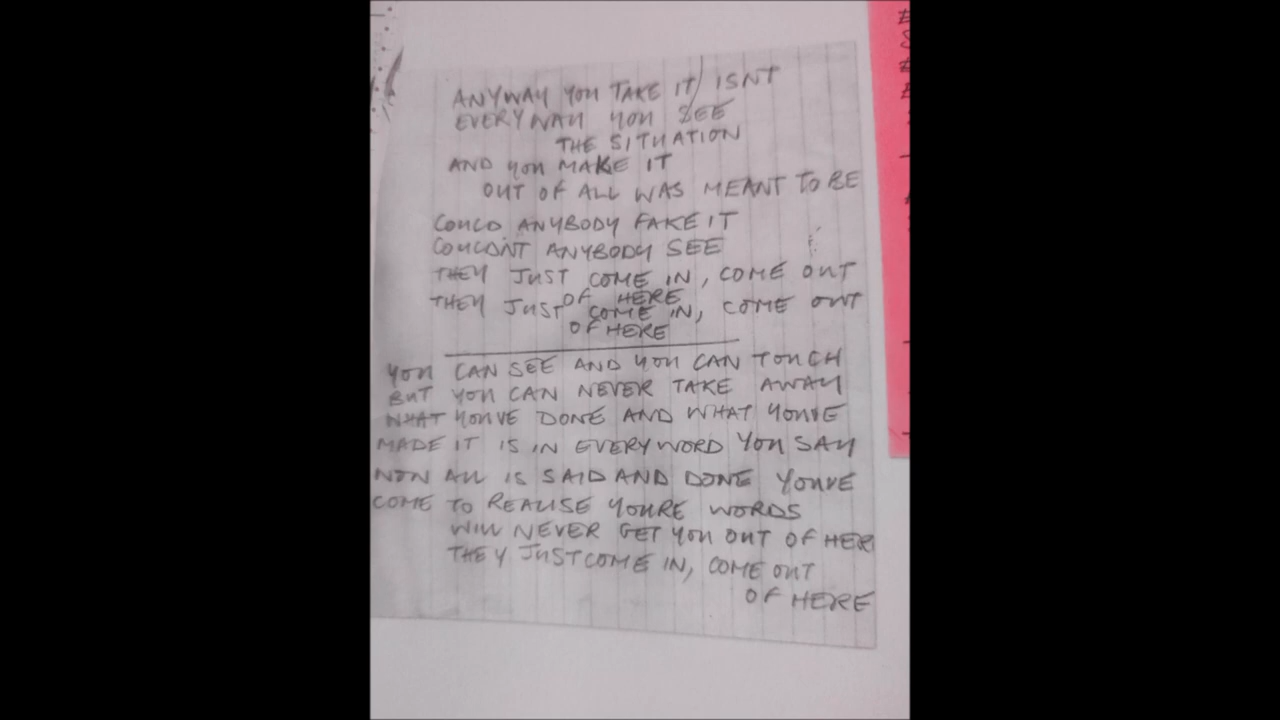 ANYWAY YOU TAKE IT/ISNT
EVERYWAY YOU SEE
THE SITUATION
AND YOU MAKE IT
OUT OF ALL WAS MEANT TO BE
COULD ANYBODY FAKE IT
COULDNT ANYBODY SEE
THEY JUST COME IN, COME OUT
OF HERE
THEY JUST COME IN, COME OUT
OF HERE
YOU CAN SEE AND YOU CAN TOUCH
BUT YOU CAN NEVER TAKE AWAY
WHAT YOUVE DONE AND WHAT YOUVE
MADE IT IS IN EVERY WORD YOU SAY
NOW ALL IS SAID AND DONE YOUVE
COME TO REALISE YOURE WORDS
WILL NEVER GET YOU OUT OF HER
THEY JUST COME IN, COME OUT
OF HERE